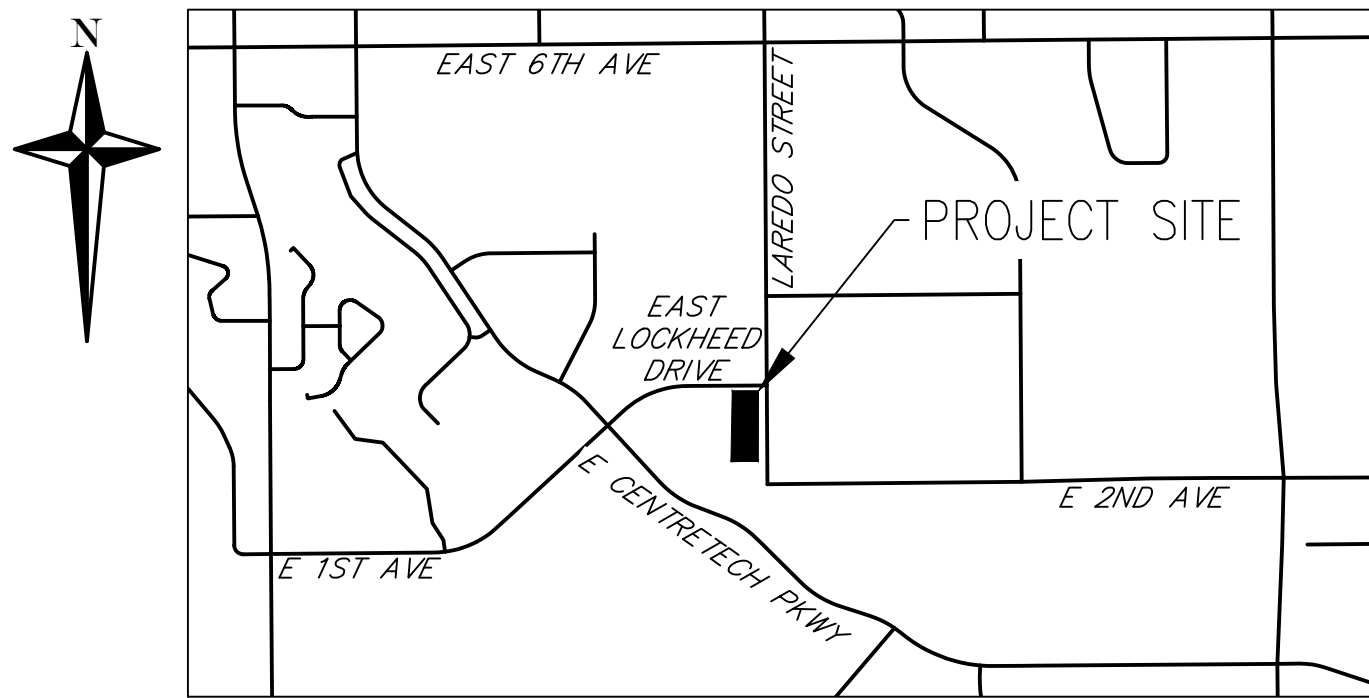 N
EAST 6TH AVE
LAREDO STREET
PROJECT SITE
EAST
LOCKHEED
DRIVE
E 2ND AVE
E CENTRETECH PKWY
E 1ST AVE